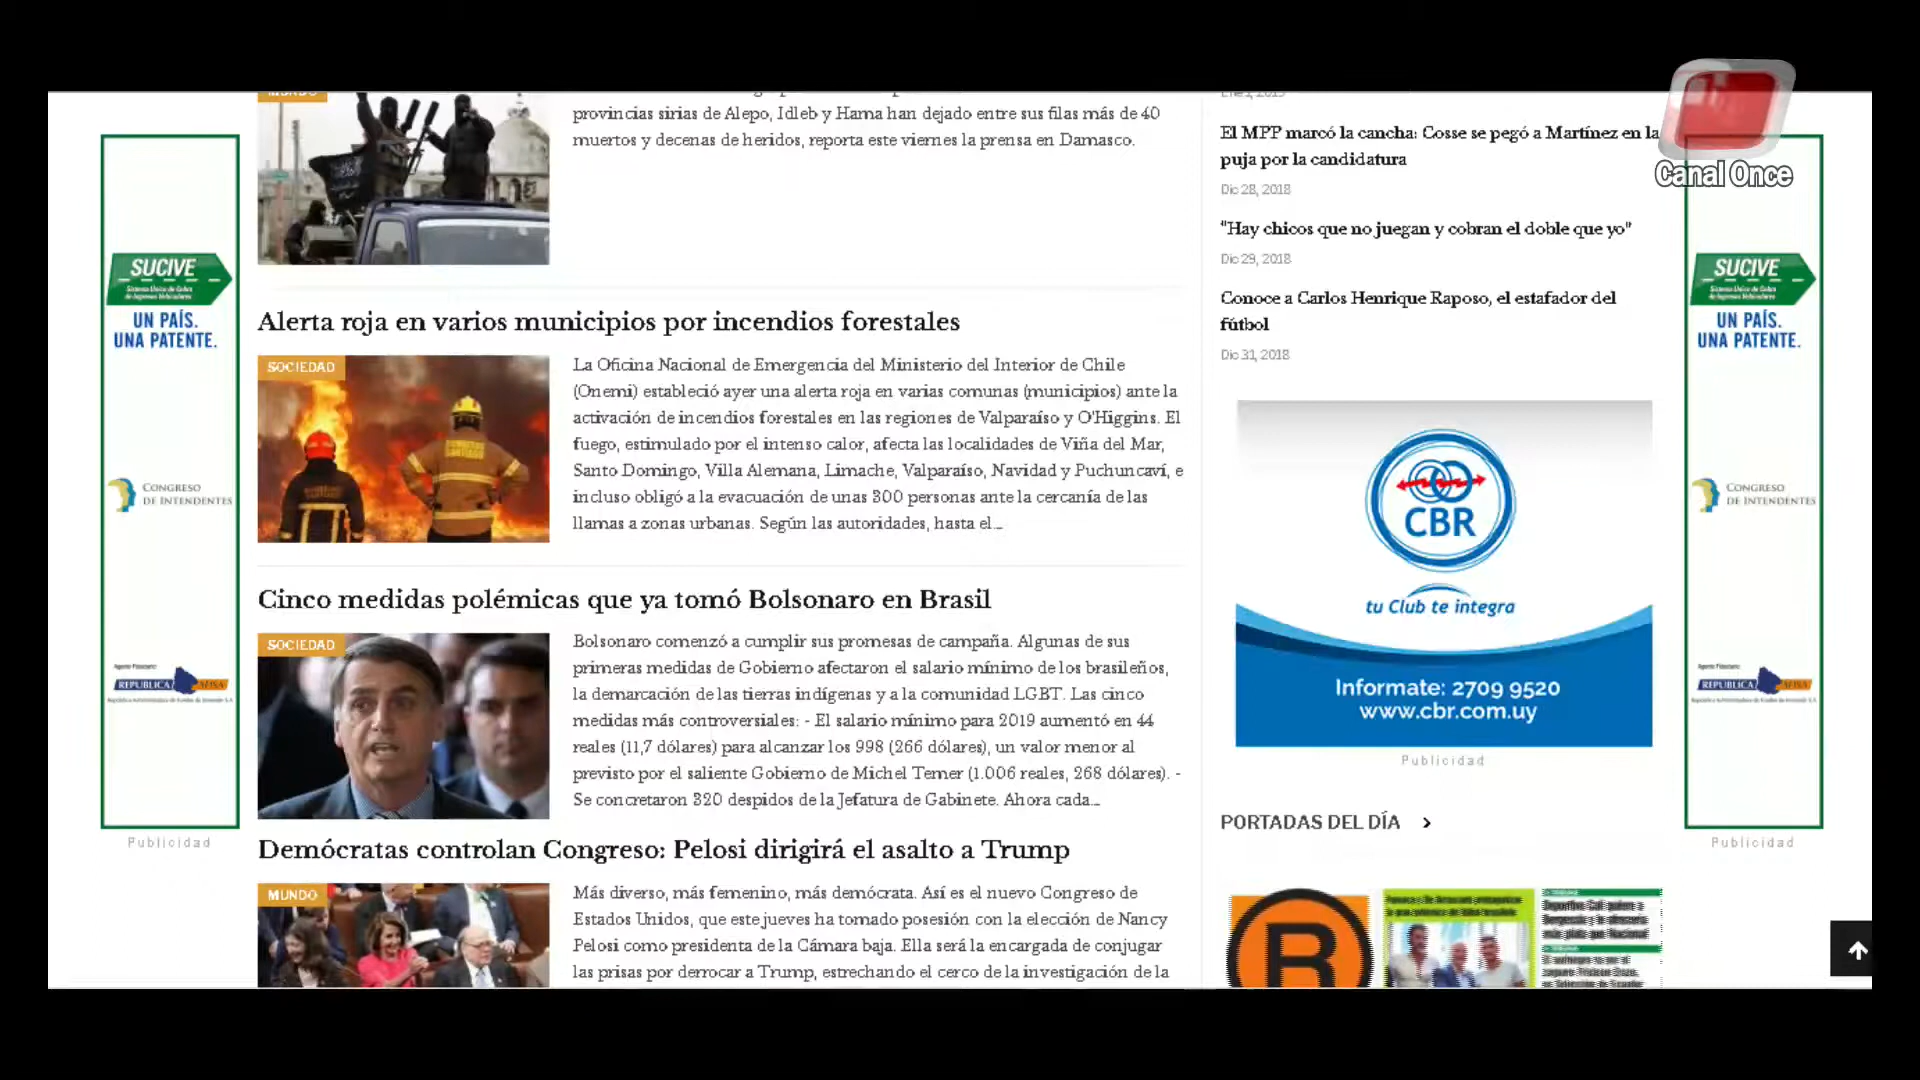 Canal Once
SUCIVE
UN PAÍS.
UNA PATENTE.
CONGRESO
DE INTENDENTES
Agente Fiduciario
REPUBLICA AFISA
Publicidad
provincias sirias de Alepo, Idleb y Hama han dejado entre sus filas más de 40
muertos y decenas de heridos, reporta este viernes la prensa en Damasco.
Alerta roja en varios municipios por incendios forestales
SOCIEDAD
La Oficina Nacional de Emergencia del Ministerio del Interior de Chile
(Onemi) estableció ayer una alerta roja en varias comunas (municipios) ante la
activación de incendios forestales en las regiones de Valparaíso y O'Higgins. El
fuego, estimulado por el intenso calor, afecta las localidades de Viña del Mar,
Santo Domingo, Villa Alemana, Limache, Valparaíso, Navidad y Puchuncaví, e
incluso obligó a la evacuación de unas 300 personas ante la cercanía de las
llamas a zonas urbanas. Según las autoridades, hasta el...
Cinco medidas polémicas que ya tomó Bolsonaro en Brasil
SOCIEDAD
Bolsonaro comenzó a cumplir sus promesas de campaña. Algunas de sus
primeras medidas de Gobierno afectaron el salario mínimo de los brasileños,
la demarcación de las tierras indígenas y a la comunidad LGBT. Las cinco
medidas más controversiales: - El salario mínimo para 2019 aumentó en 44
reales (11,7 dólares) para alcanzar los 998 (266 dólares), un valor menor al
previsto por el saliente Gobierno de Michel Temer (1.006 reales, 268 dólares). -
Se concretaron 320 despidos de la Jefatura de Gabinete. Ahora cada...
Demócratas controlan Congreso: Pelosi dirigirá el asalto a Trump
MUNDO
Más diverso, más femenino, más demócrata. Así es el nuevo Congreso de
Estados Unidos, que este jueves ha tomado posesión con la elección de Nancy
Pelosi como presidenta de la Cámara baja. Ella será la encargada de conjugar
las prisas por derrocar a Trump, estrechando el cerco de la investigación de la
El MPP marcó la cancha: Cosse se pegó a Martínez en la
puja por la candidatura
Dic 28, 2018
"Hay chicos que no juegan y cobran el doble que yo"
Dic 29, 2018
Conoce a Carlos Henrique Raposo, el estafador del
fútbol
Dic 31, 2018
CBR
tu Club te integra
Informate: 2709 9520
www.cbr.com.uy
Publicidad
PORTADAS DEL DÍA
R
SUCIVE
UN PAÍS.
UNA PATENTE.
CONGRESO
DE INTENDENTES
Agente Fiduciario
REPUBLICA AFISA
Publicidad